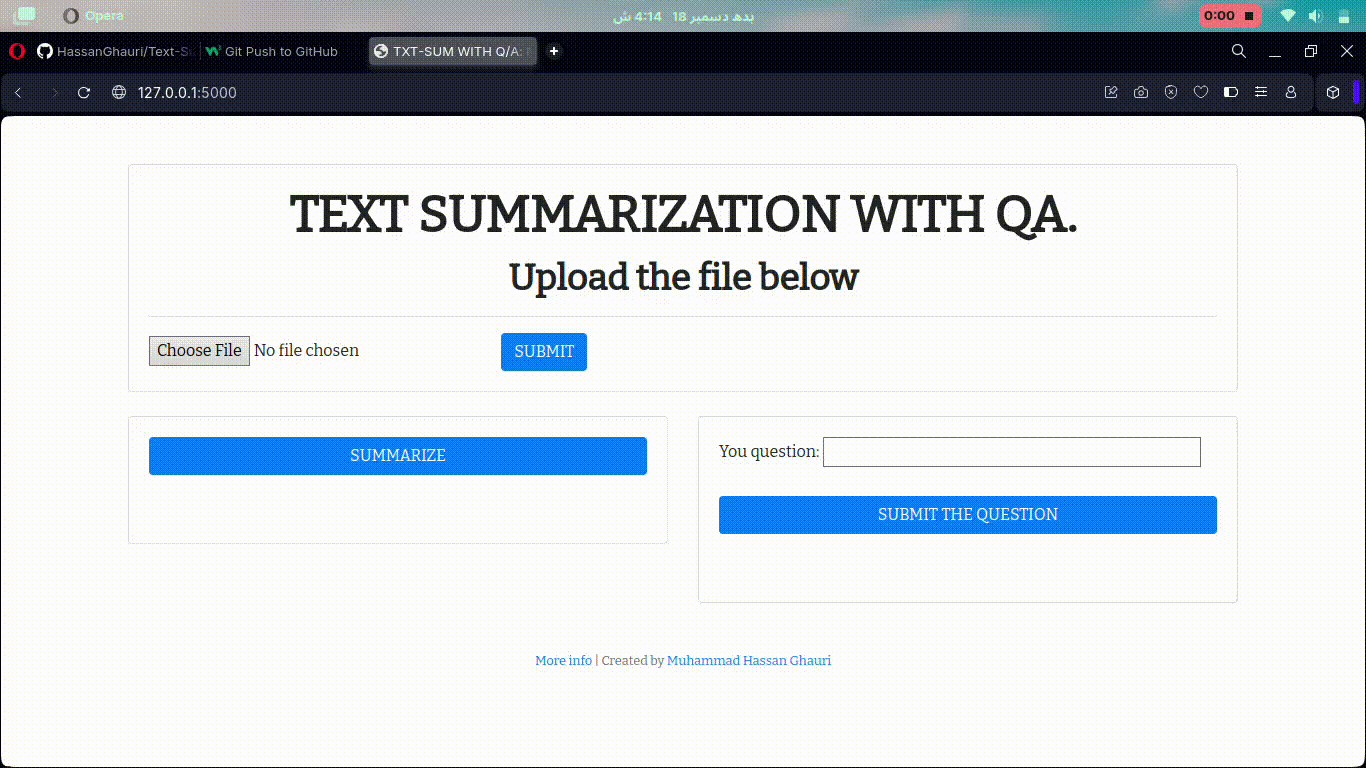 Opera
بدھ دسمبر 18 4:14 ش
0:00
HassanGhauri/Text-S
Git Push to GitHub
TXT-SUM WITH Q/A:
127.0.0.1:5000
TEXT SUMMARIZATION WITH QA.
Upload the file below
Choose File No file chosen
SUBMIT
SUMMARIZE
You question:
SUBMIT THE QUESTION
More info | Created by Muhammad Hassan Ghauri